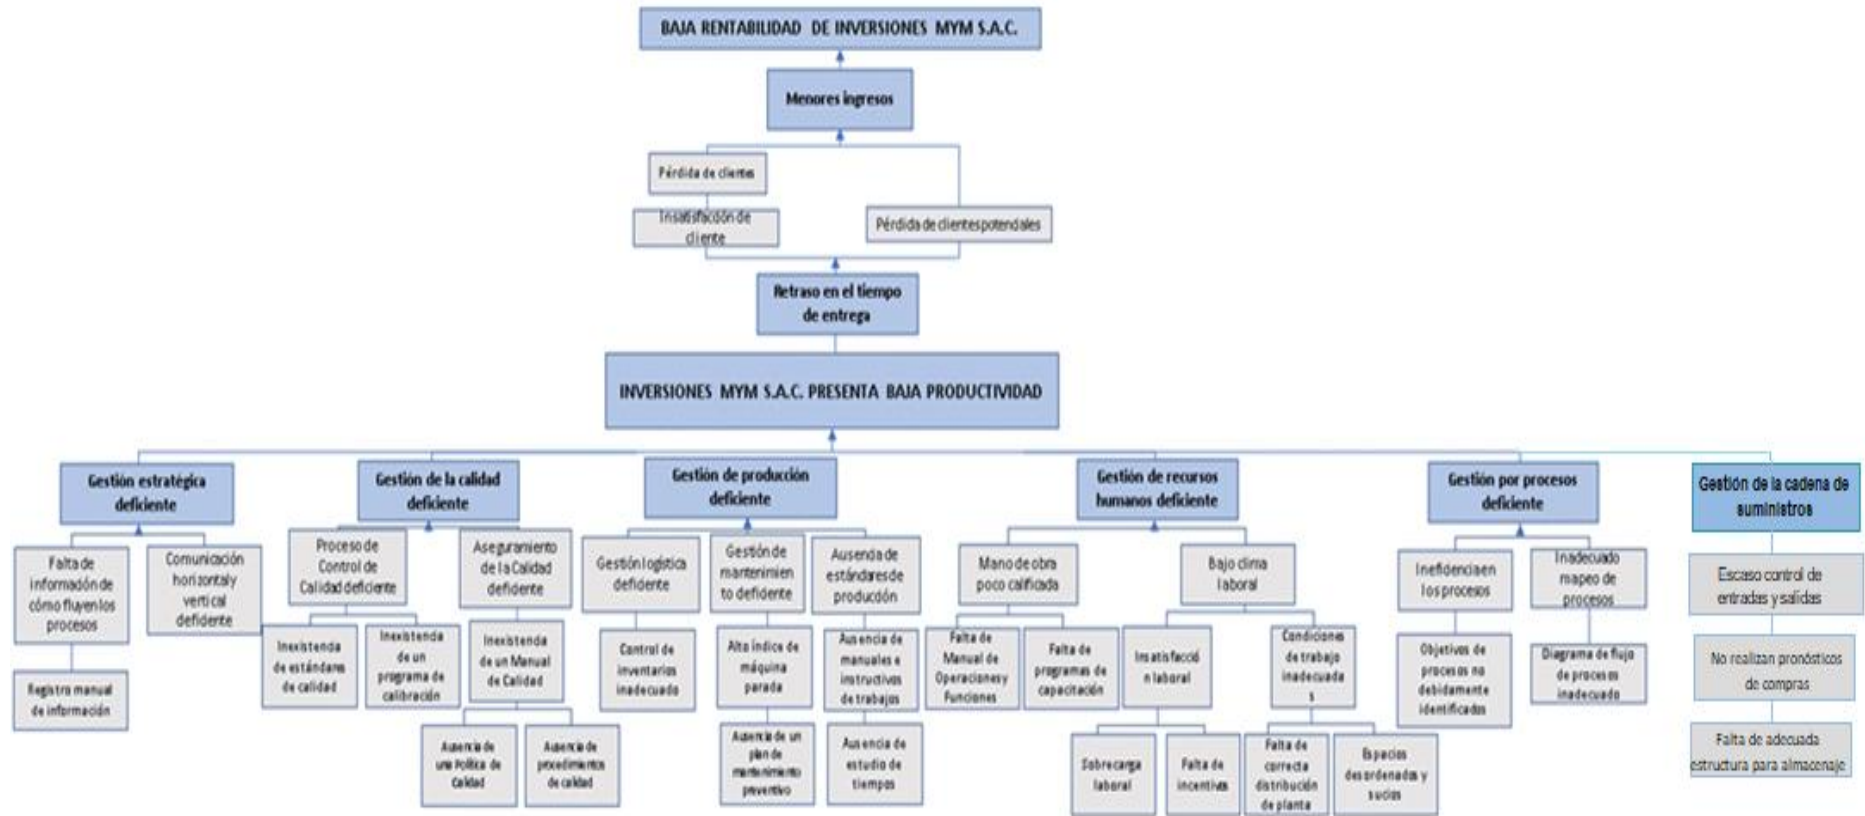 BAJA RENTABILIDAD DE INVERSIONES MYM S.A.C.
Menores ingresos
Pérdida de clientes
Insatisfacción de
cliente
Pérdida de clientes potenciales
Retraso en el tiempo
de entrega
INVERSIONES MYM S.A.C. PRESENTA BAJA PRODUCTIVIDAD
Gestión estratégica
deficiente
Falta de
información de
cómo fluyen los
procesos
Comunicación
horizontal y
vertical
deficiente
Registro manual
de información
Gestión de la calidad
deficiente
Proceso de
Control de
Calidad deficiente
Aseguramiento
de la Calidad
deficiente
Inexistencia
de estándares
de calidad
Inexistencia
de un
programa de
calibración
Inexistencia
de un Manual
de Calidad
Ausencia de
una Política de
Calidad
Ausencia de
procedimientos
de calidad
Gestión de producción
deficiente
Gestión logística
deficiente
Gestión de
mantenimien
to deficiente
Ausencia de
estándares de
producción
Control de
inventarios
inadecuado
Alto índice de
máquina
parada
Ausencia de
manuales e
instructivos
de trabajos
Ausencia de un
plan de
mantenimiento
preventivo
Ausencia de
estudio de
tiempos
Gestión de recursos
humanos deficiente
Mano de obra
poco calificada
Bajo clima
laboral
Falta de
Manual de
Operaciones y
Funciones
Falta de
programas de
capacitación
Insatisfacció
n laboral
Condiciones
de trabajo
inadecuada
s
Sobrecarga
laboral
Falta de
incentivos
Falta de
correcta
distribución
de planta
Espacios
desordenados y
sucios
Gestión por procesos
deficiente
Ineficiencia en
los procesos
Inadecuado
mapeo de
procesos
Objetivos de
procesos no
debidamente
identificados
Diagrama de flujo
de procesos
inadecuado
Gestión de la cadena de
suministros
Escaso control de
entradas y salidas
No realizan pronósticos
de compras
Falta de adecuada
estructura para almacenaje